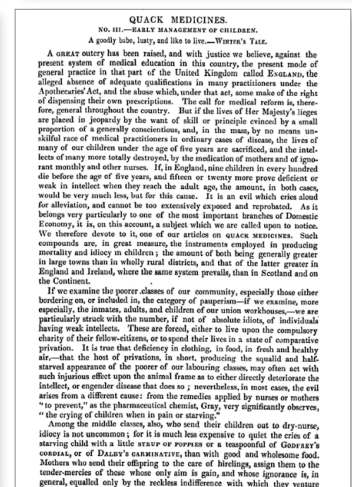 QUACK MEDICINES.
NO. III.—EARLY MANAGEMENT OF CHILDREN.
A goodly babe, lusty, and like to live.—WINTER'S TALE.
A GREAT outcry has been raised, and with justice we believe, against the
present system of medical education in this country, the present mode of
general practice in that part of the United Kingdom called ENGLAND, the
alleged absence of adequate qualifications in many practitioners under the
Apothecaries' Act, and the abuse which, under that act, some make of the right
of dispensing their own prescriptions. The call for medical reform is, there-
fore, general throughout the country. But if the lives of Her Majesty's lieges
are placed in jeopardy by the want of skill or principle evinced by a small
proportion of a generally conscientious, and, in the mass, by no means un-
skilful race of medical practitioners in ordinary cases of disease, the lives of
many of our children under the age of five years are sacrificed, and the intel-
lects of many more totally destroyed, by the medication of mothers and of igno-
rant monthly and other nurses. If, in England, nine children in every hundred
die before the age of five years, and fifteen or twenty more prove deficient or
weak in intellect when they reach the adult age, the amount, in both cases,
would be very much less, but for this cause. It is an evil which cries aloud
for alleviation, and cannot be too extensively exposed and reprobated. As it
belongs very particularly to one of the most important branches of Domestic
Economy, it is, on this account, a subject which we are called upon to notice.
We therefore devote to it, one of our articles on QUACK MEDICINES. Such
compounds are, in great measure, the instruments employed in producing
mortality and idiocy in children; the amount of both being generally greater
in large towns than in wholly rural districts, and that of the latter greater in
England and Ireland, where the same system prevails, than in Scotland and on
the Continent.
If we examine the poorer classes of our community, especially those either
bordering on, or included in, the category of pauperism—if we examine, more
especially, the inmates, adults, and children of our union workhouses,—we are
particularly struck with the number, if not of absolute idiots, of individuals
having weak intellects. These are forced, either to live upon the compulsory
charity of their fellow-citizens, or to spend their lives in a state of comparative
privation. It is true that deficiency in clothing, in food, in fresh and healthy
air,—that the host of privations, in short, producing the squalid and half-
starved appearance of the poorer of our labouring classes, may often act with
such injurious effect upon the animal frame as to either directly deteriorate the
intellect, or engender disease that does so; nevertheless, in most cases, the evil
arises from a different cause: from the remedies applied by nurses or mothers
"to prevent," as the pharmaceutical chemist, Gray, very significantly observes,
"the crying of children when in pain or starving."
Among the middle classes, also, who send their children out to dry-nurse,
idiocy is not uncommon; for it is much less expensive to quiet the cries of a
starving child with a little SYRUP OF POPPIES or a teaspoonful of GODFREY'S
CORDIAL, or of DALBY'S CARMINATIVE, than with good and wholesome food.
Mothers who send their offspring to the care of hirelings, assign them to the
tender-mercies of those whose only aim is gain, and whose ignorance is, in
general, equalled only by the reckless indifference with which they venture